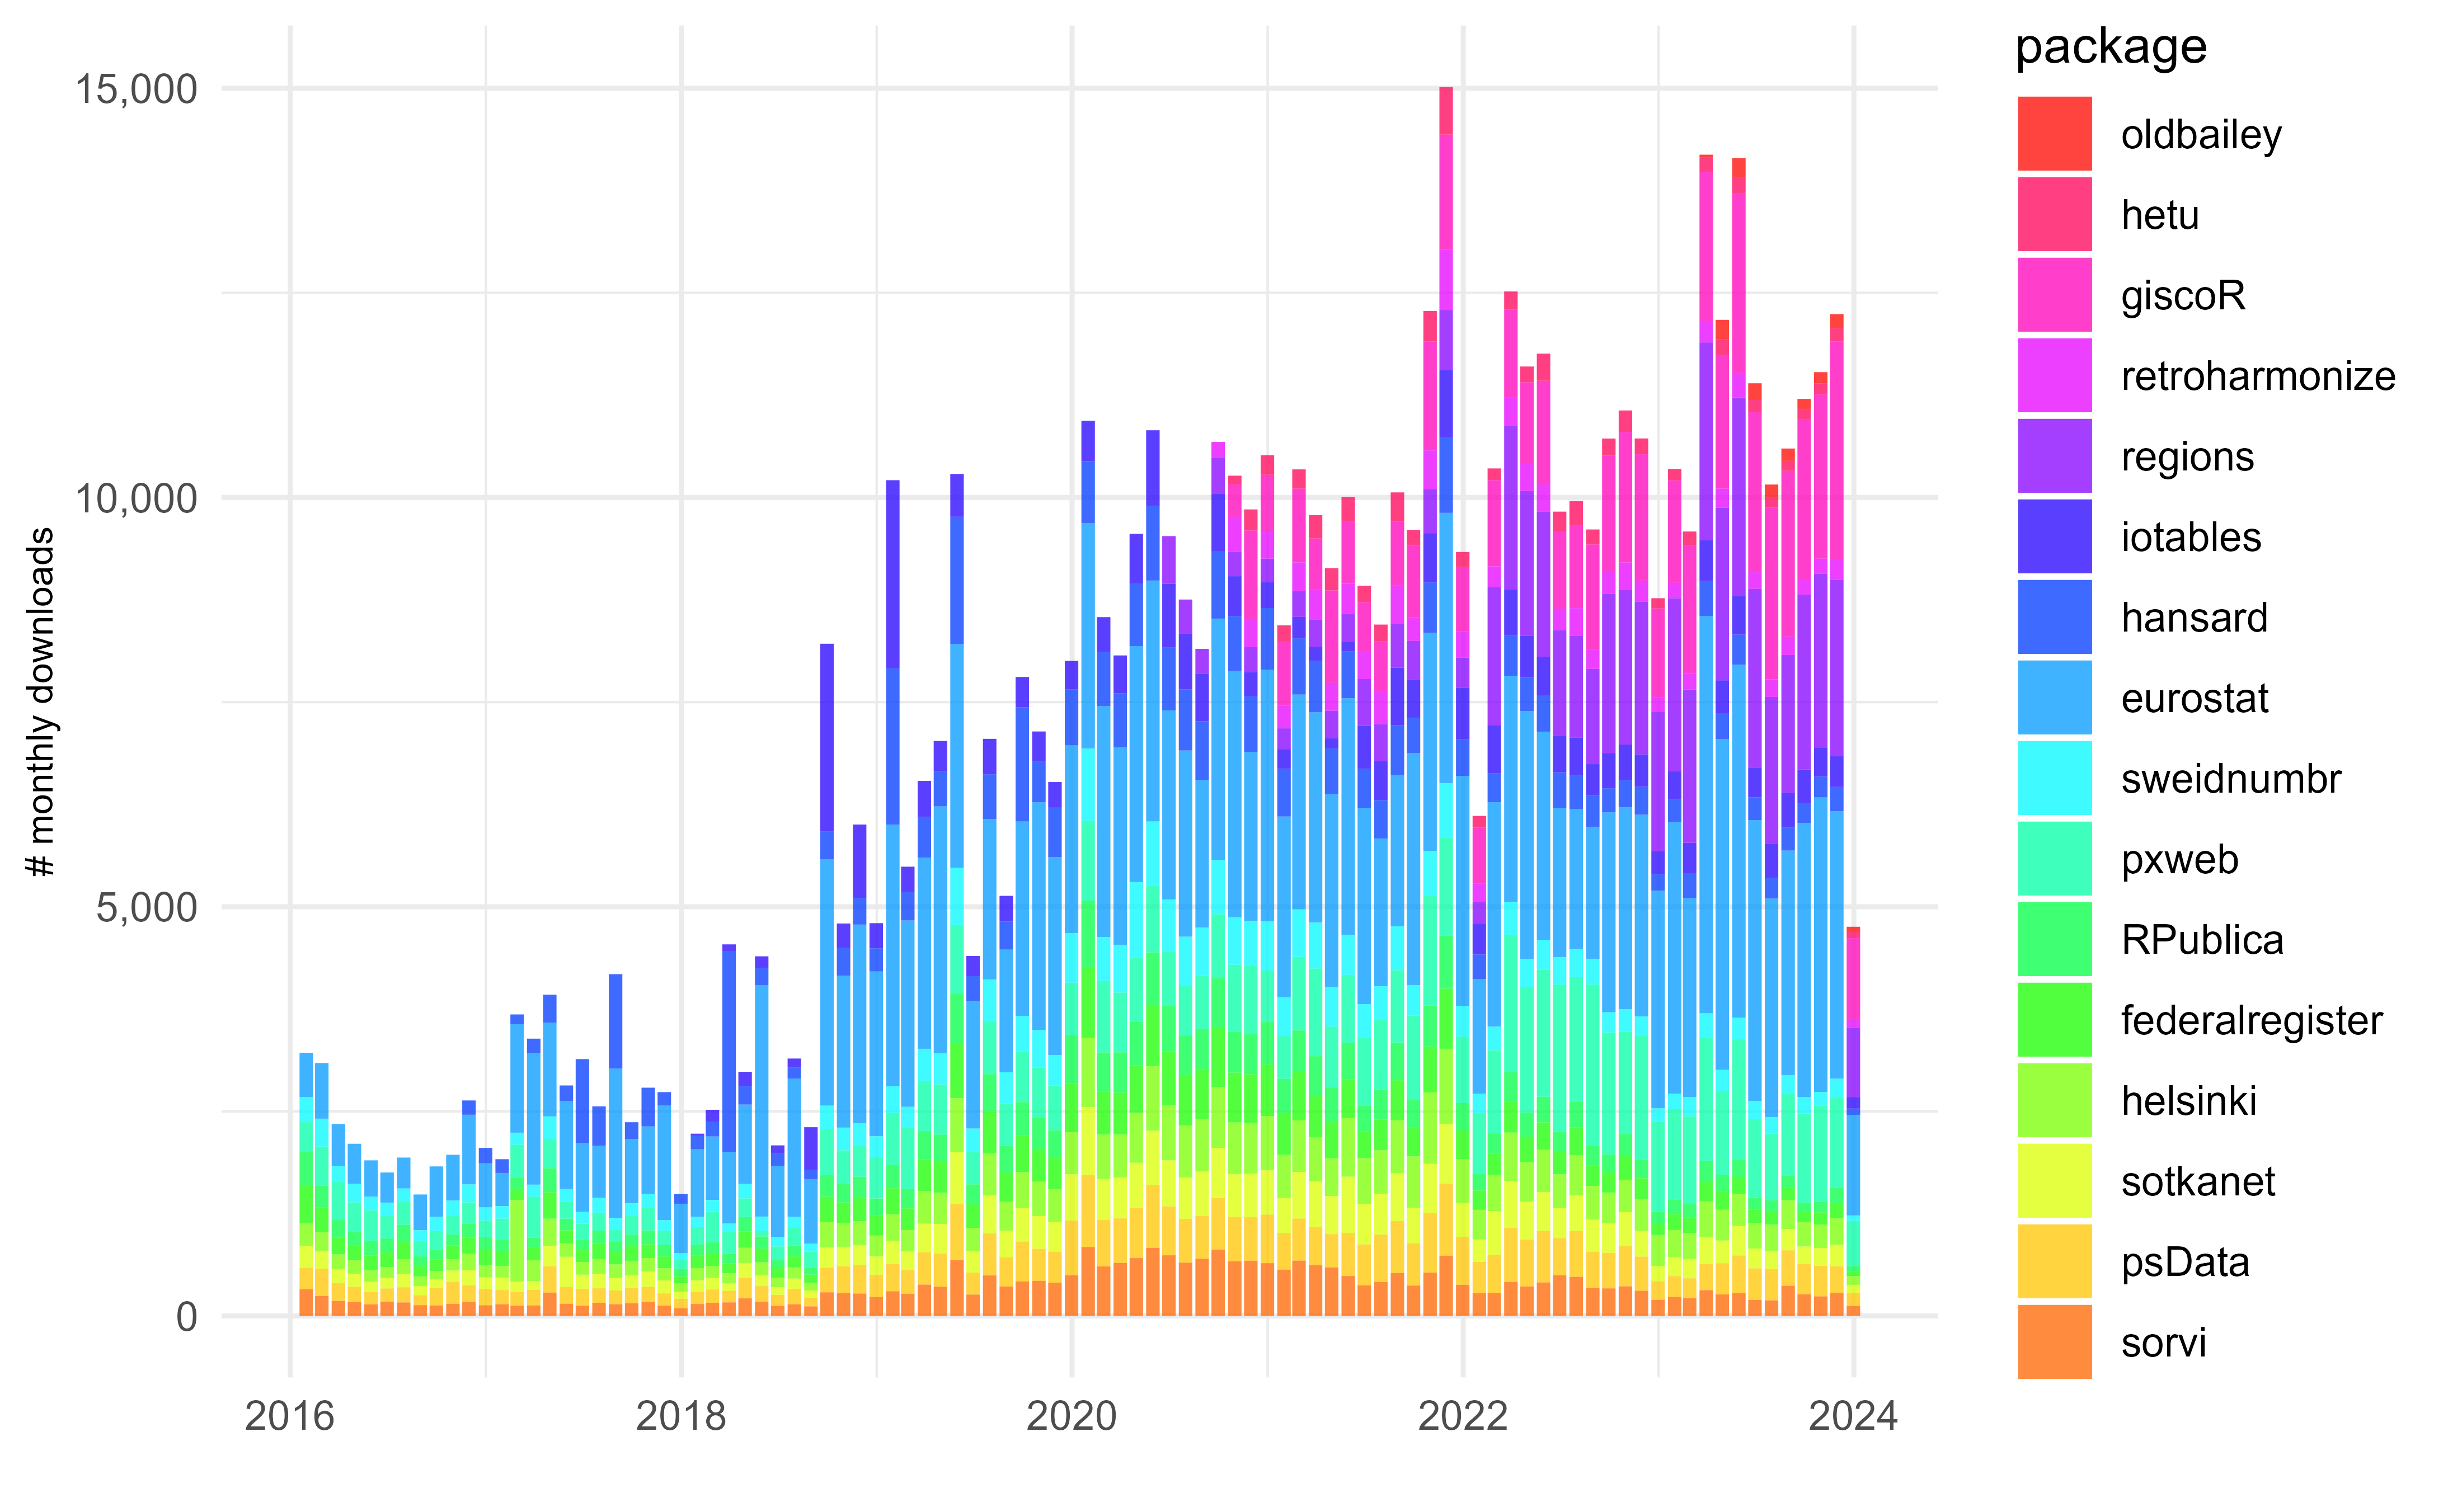 # monthly downloads
15,000
10,000
5,000
0
2016
2018
2020
2022
2024
package
oldbailey
hetu
giscoR
retroharmonize
regions
iotables
hansard
eurostat
sweidnumbr
pxweb
RPublica
federalregister
helsinki
sotkanet
psData
sorvi